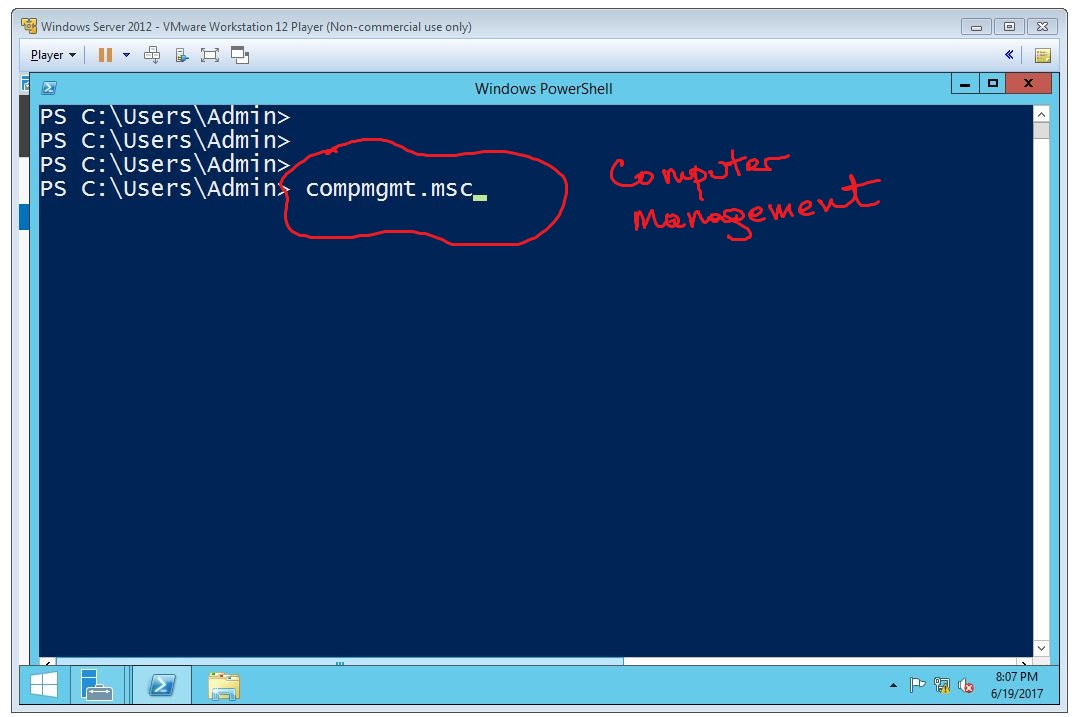 Windows Server 2012 - VMware Workstation 12 Player (Non-commercial use only)
Player
Windows PowerShell
PS C:\Users\Admin>
PS C:\Users\Admin>
PS C:\Users\Admin>
PS C:\Users\Admin> compmgmt.msc
Computer
management
8:07 PM
6/19/2017